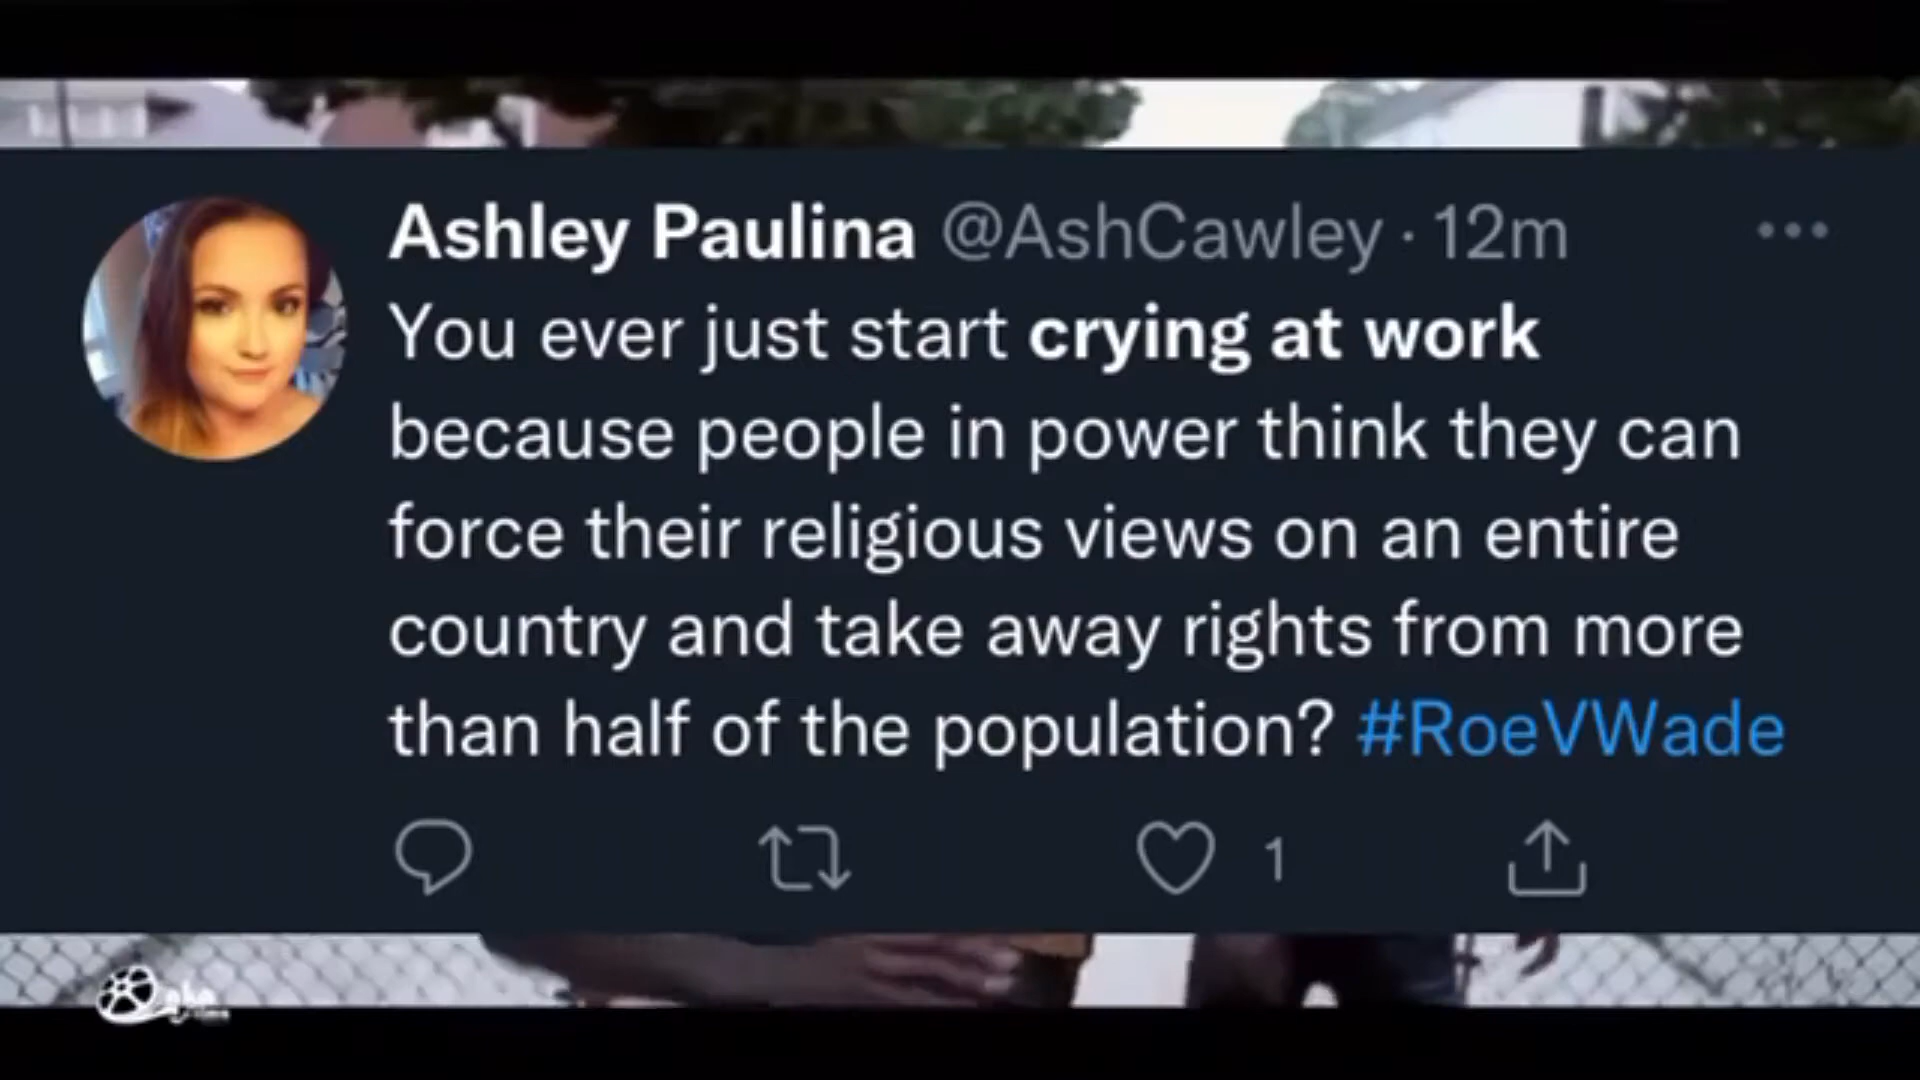 Ashley Paulina @AshCawley · 12m
You ever just start crying at work
because people in power think they can
force their religious views on an entire
country and take away rights from more
than half of the population? #RoeVWade
1